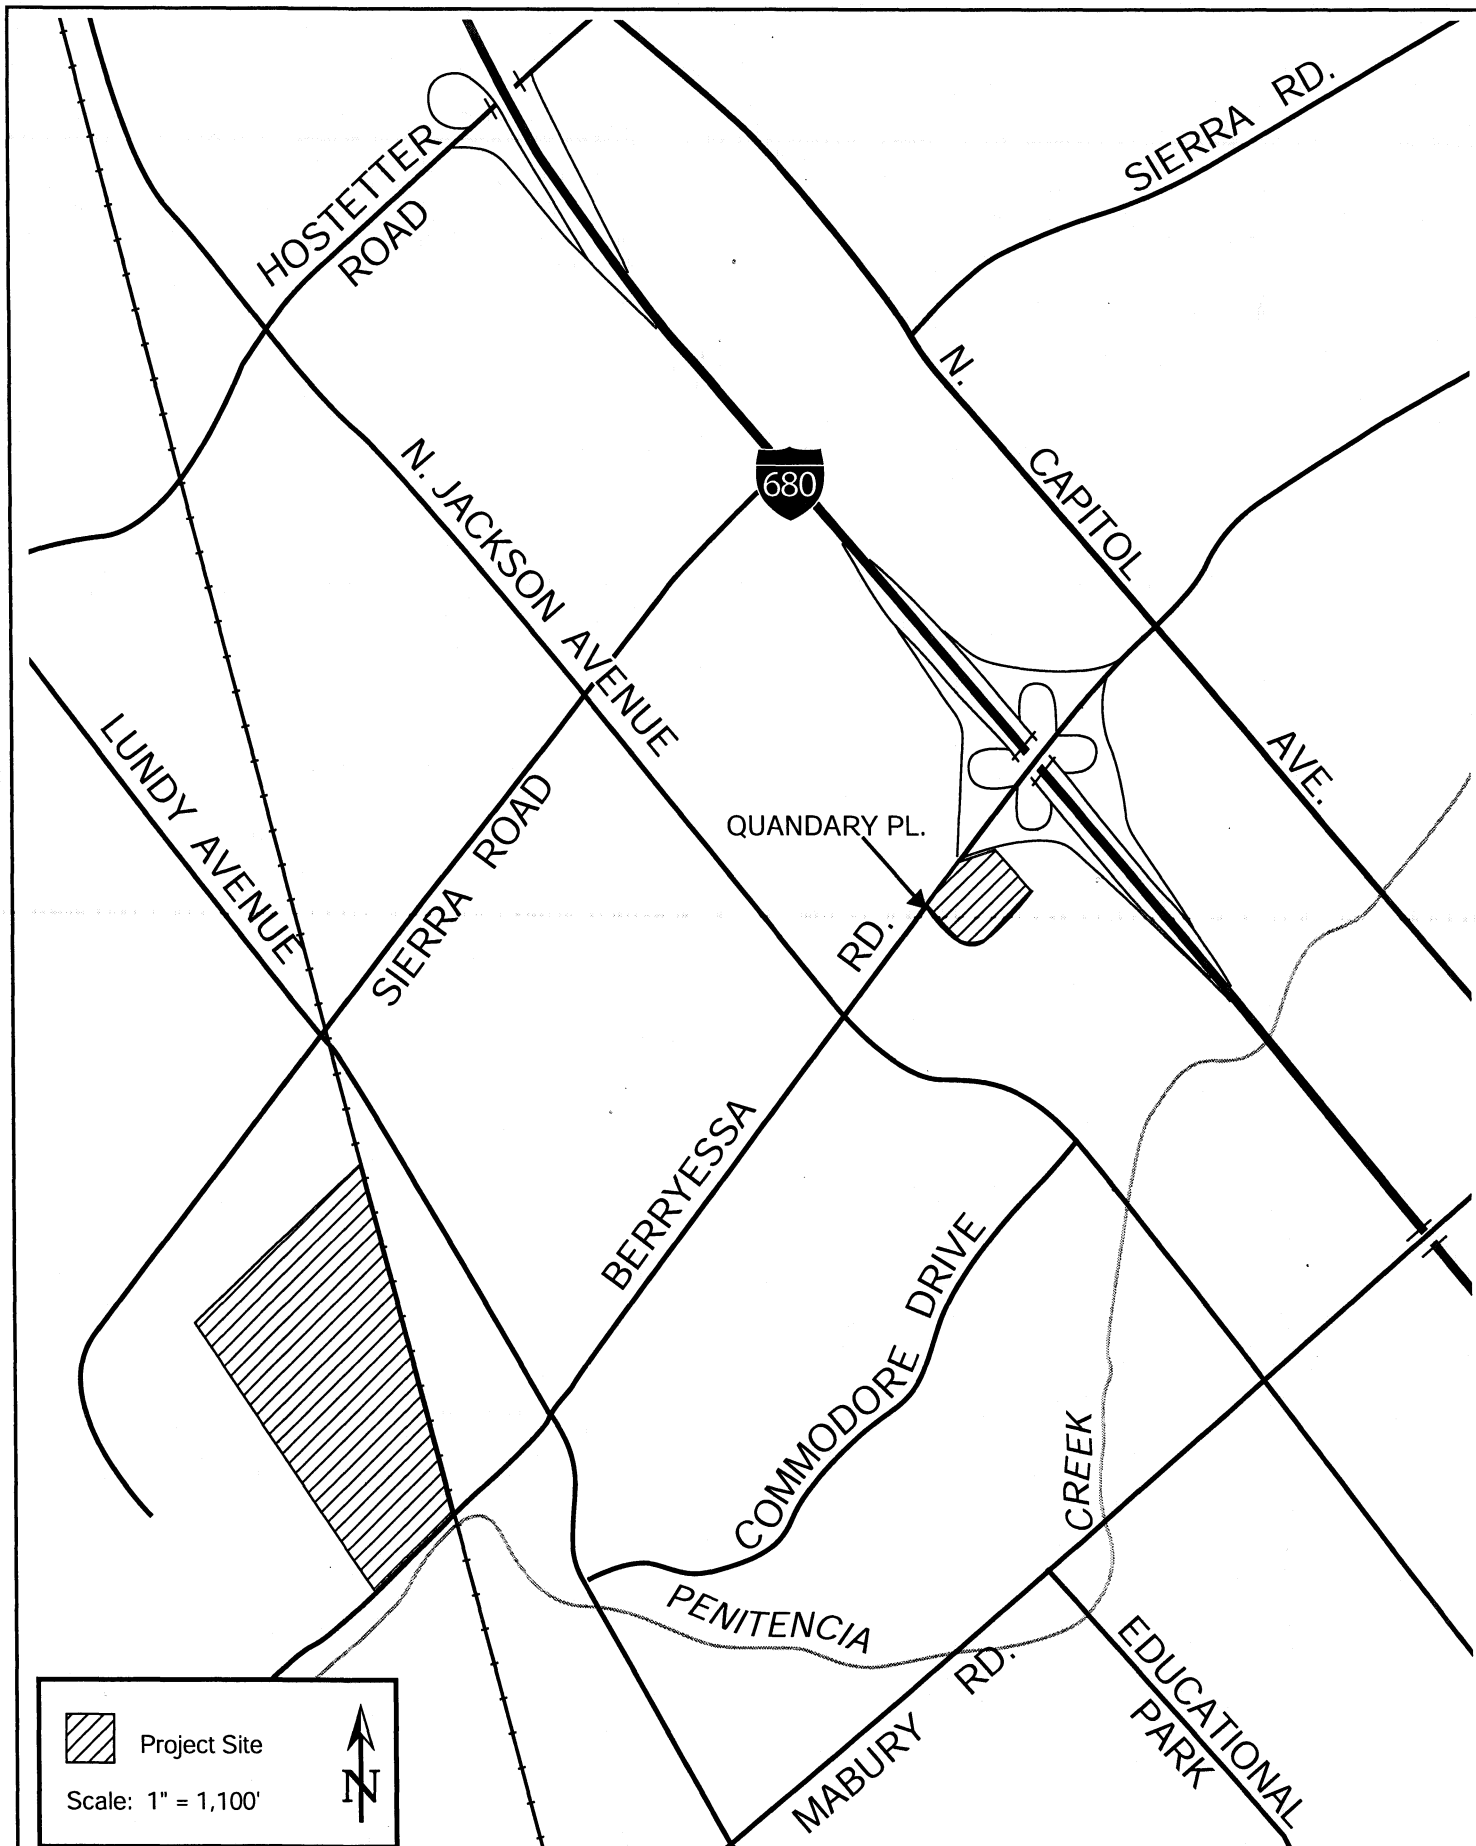 SIERRA RD.
HOSTETTER
ROAD
N. CAPITOL AVE.
680
N. JACKSON AVENUE
LUNDY AVENUE
SIERRA ROAD
QUANDARY PL.
BERRYESSA RD.
COMMODORE DRIVE
PENITENCIA CREEK
MABURY RD.
EDUCATIONAL
PARK
Project Site
Scale: 1" = 1,100'
N